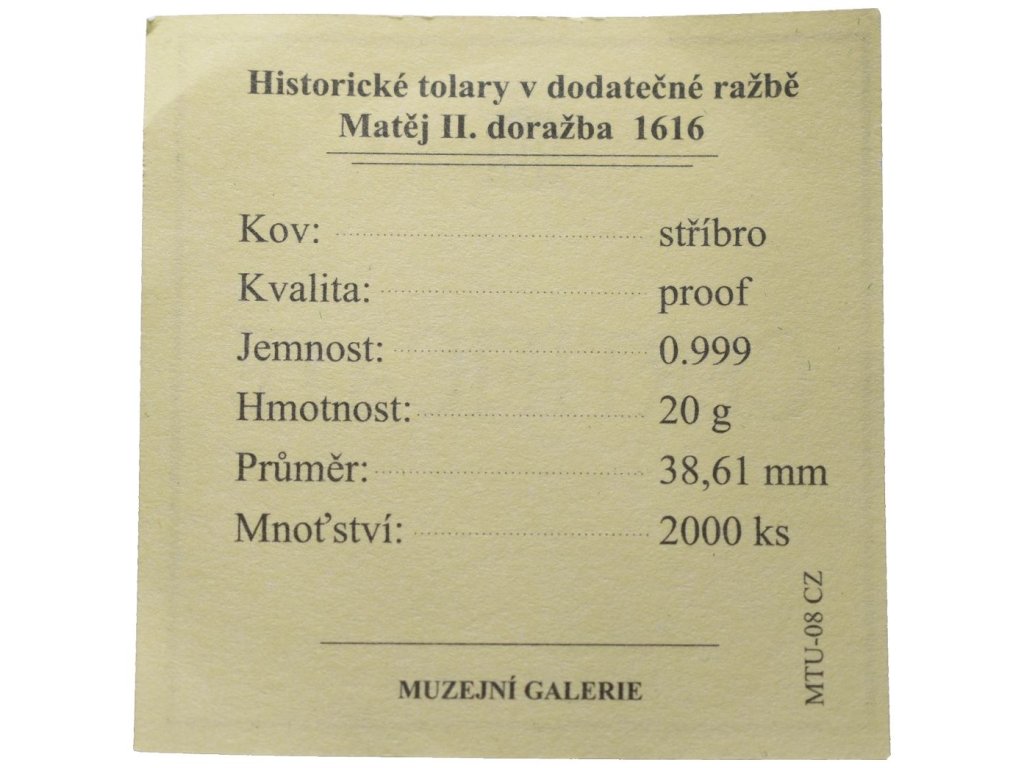 Historické tolary v dodatečné ražbě
Matěj II. doražba 1616
Kov: stříbro
Kvalita: proof
Jemnost: 0.999
Hmotnost: 20 g
Průměr: 38,61 mm
Mnoťství: 2000 ks
MTU-08 CZ
MUZEJNÍ GALERIE